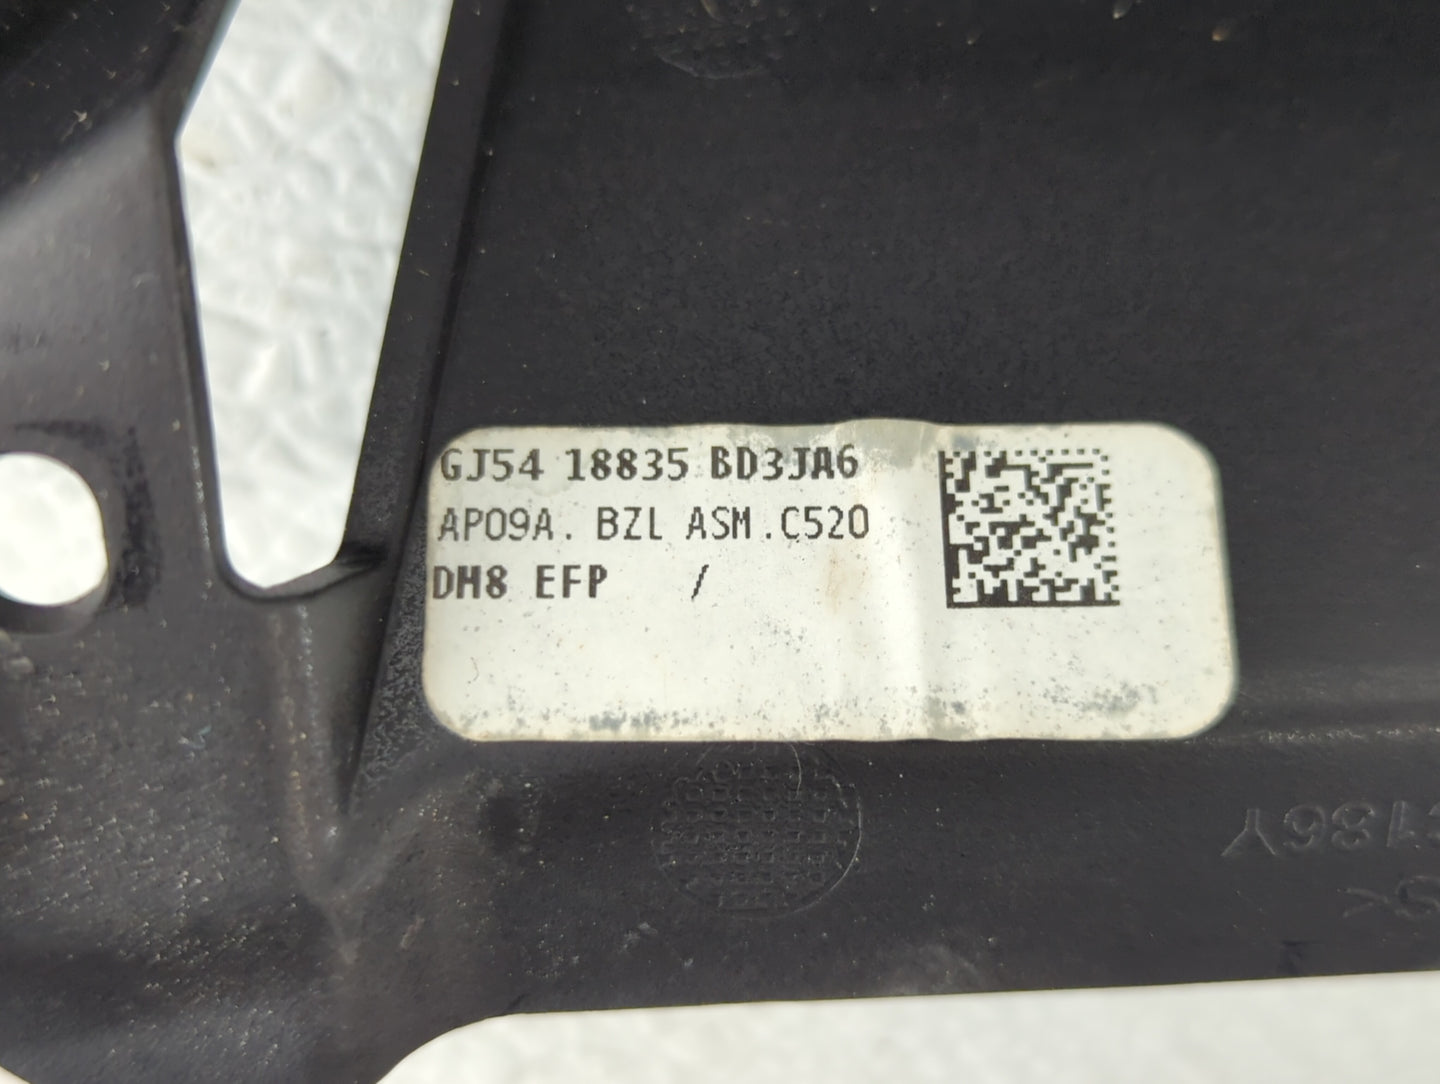 GJ54 18835 BD3JA6
AP09A. BZL ASM.C520
DM8 EFP /